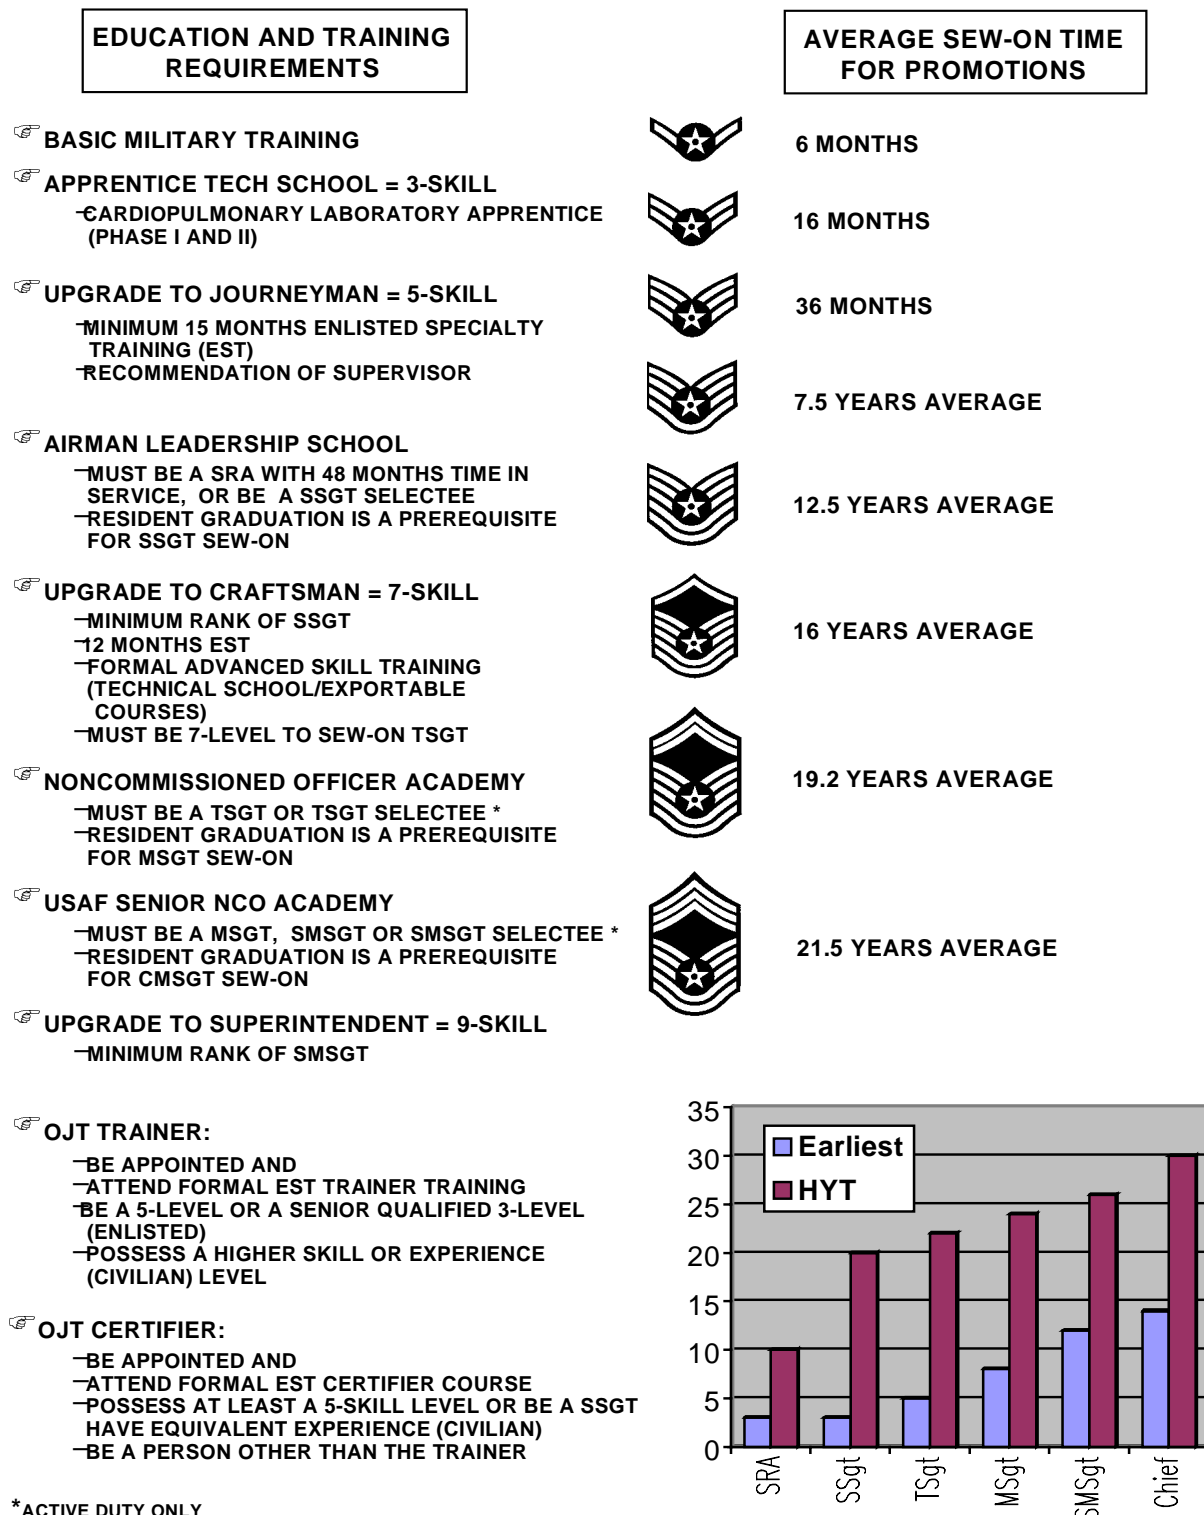 EDUCATION AND TRAINING
REQUIREMENTS
BASIC MILITARY TRAINING
APPRENTICE TECH SCHOOL = 3-SKILL
CARDIOPULMONARY LABORATORY APPRENTICE
(PHASE I AND II)
UPGRADE TO JOURNEYMAN = 5-SKILL
MINIMUM 15 MONTHS ENLISTED SPECIALTY
TRAINING (EST)
RECOMMENDATION OF SUPERVISOR
AIRMAN LEADERSHIP SCHOOL
MUST BE A SRA WITH 48 MONTHS TIME IN
SERVICE, OR BE A SSGT SELECTEE
RESIDENT GRADUATION IS A PREREQUISITE
FOR SSGT SEW-ON
UPGRADE TO CRAFTSMAN = 7-SKILL
MINIMUM RANK OF SSGT
12 MONTHS EST
FORMAL ADVANCED SKILL TRAINING
(TECHNICAL SCHOOL/EXPORTABLE
COURSES)
MUST BE 7-LEVEL TO SEW-ON TSGT
NONCOMMISSIONED OFFICER ACADEMY
MUST BE A TSGT OR TSGT SELECTEE *
RESIDENT GRADUATION IS A PREREQUISITE
FOR MSGT SEW-ON
USAF SENIOR NCO ACADEMY
MUST BE A MSGT, SMSGT OR SMSGT SELECTEE *
RESIDENT GRADUATION IS A PREREQUISITE
FOR CMSGT SEW-ON
UPGRADE TO SUPERINTENDENT = 9-SKILL
MINIMUM RANK OF SMSGT
OJT TRAINER:
BE APPOINTED AND
ATTEND FORMAL EST TRAINER TRAINING
BE A 5-LEVEL OR A SENIOR QUALIFIED 3-LEVEL
(ENLISTED)
POSSESS A HIGHER SKILL OR EXPERIENCE
(CIVILIAN) LEVEL
OJT CERTIFIER:
BE APPOINTED AND
ATTEND FORMAL EST CERTIFIER COURSE
POSSESS AT LEAST A 5-SKILL LEVEL OR BE A SSGT
HAVE EQUIVALENT EXPERIENCE (CIVILIAN)
BE A PERSON OTHER THAN THE TRAINER
*ACTIVE DUTY ONLY
AVERAGE SEW-ON TIME
FOR PROMOTIONS
6 MONTHS
16 MONTHS
36 MONTHS
7.5 YEARS AVERAGE
12.5 YEARS AVERAGE
16 YEARS AVERAGE
19.2 YEARS AVERAGE
21.5 YEARS AVERAGE
35
30
25
20
15
10
5
0
Earliest
HYT
SRA
SSgt
TSgt
MSgt
SMSgt
Chief